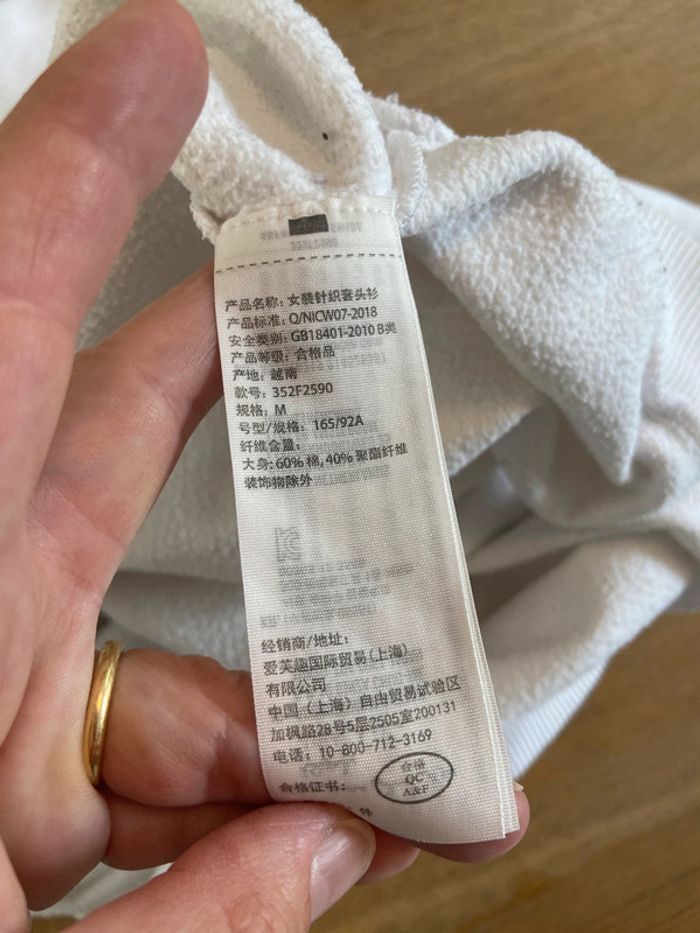 产品名称: 女装针织套头衫
产品标准: Q/NICW07-2018
安全类别: GB18401-2010 B类
产品等级: 合格品
产地: 越南
款号: 352F2590
规格: M
号型/规格: 165/92A
纤维含量:
大身: 60% 棉, 40% 聚酯纤维
装饰物除外
经销商/地址:
爱芙趣国际贸易(上海)
有限公司
中国（上海）自由贸易试验区
加枫路28号5层2505室200131
电话: 10-800-712-3169
合格证书:
合格
QC
A&F
件